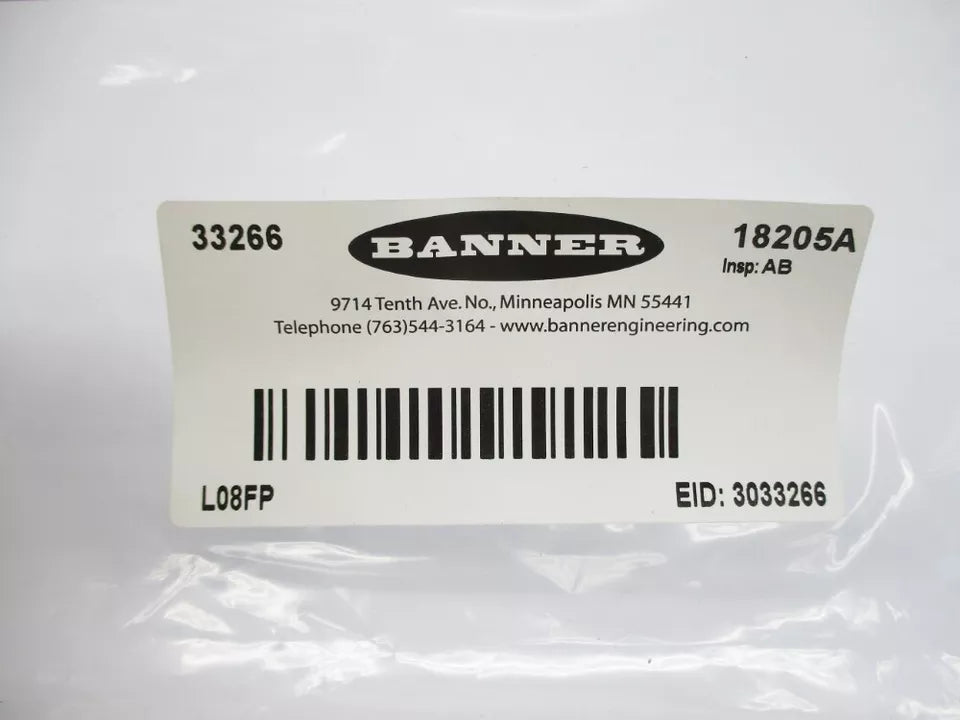 33266
BANNER
18205A
Insp: AB
9714 Tenth Ave. No., Minneapolis MN 55441
Telephone (763)544-3164 - www.bannerengineering.com
L08FP
EID: 3033266